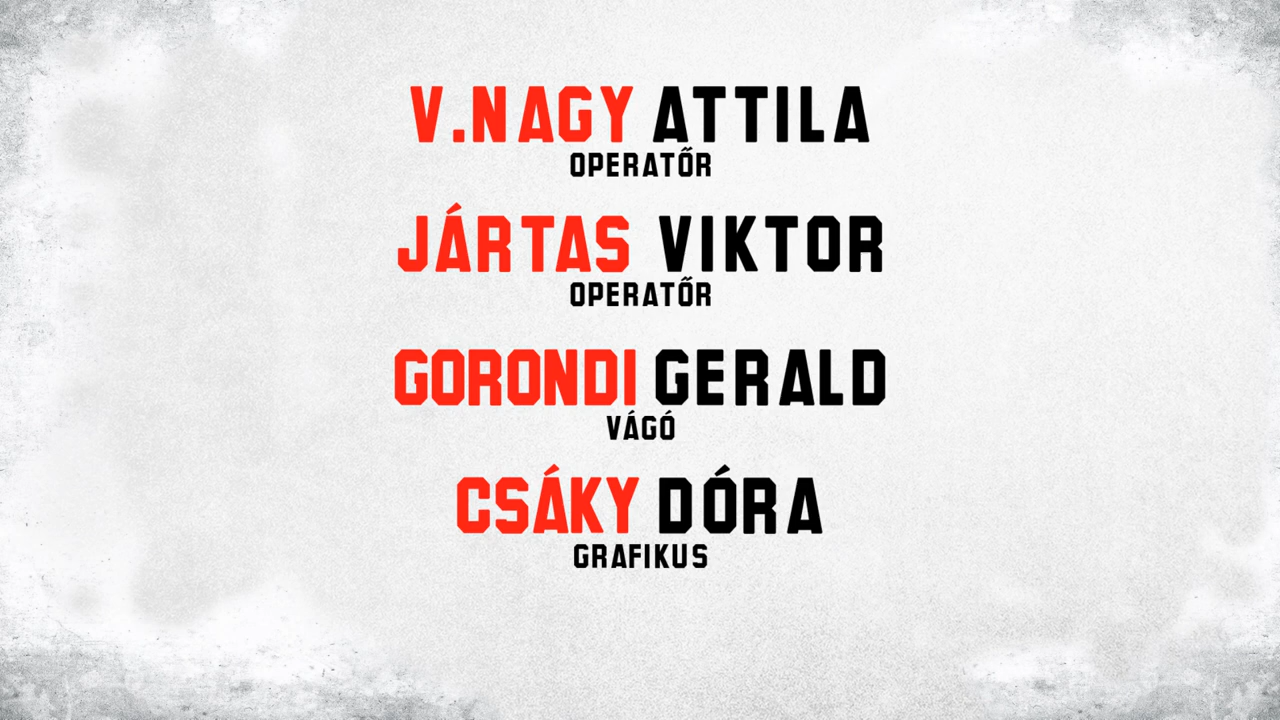 V.NAGY ATTILA
OPERATŐR
JÁRTAS VIKTOR
OPERATŐR
GORONDI GERALD
VÁGÓ
CSÁKY DÓRA
GRAFIKUS